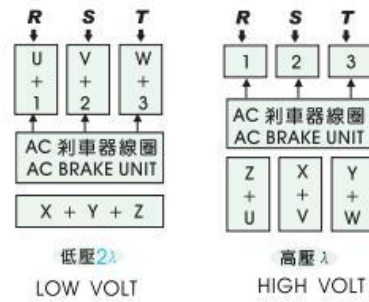 R S T
U + 1
V + 2
W + 3
AC 剎車器線圈
AC BRAKE UNIT
X + Y + Z
低壓2λ
LOW VOLT
R S T
1 2 3
AC 剎車器線圈
AC BRAKE UNIT
Z + U
X + V
Y + W
高壓 λ
HIGH VOLT